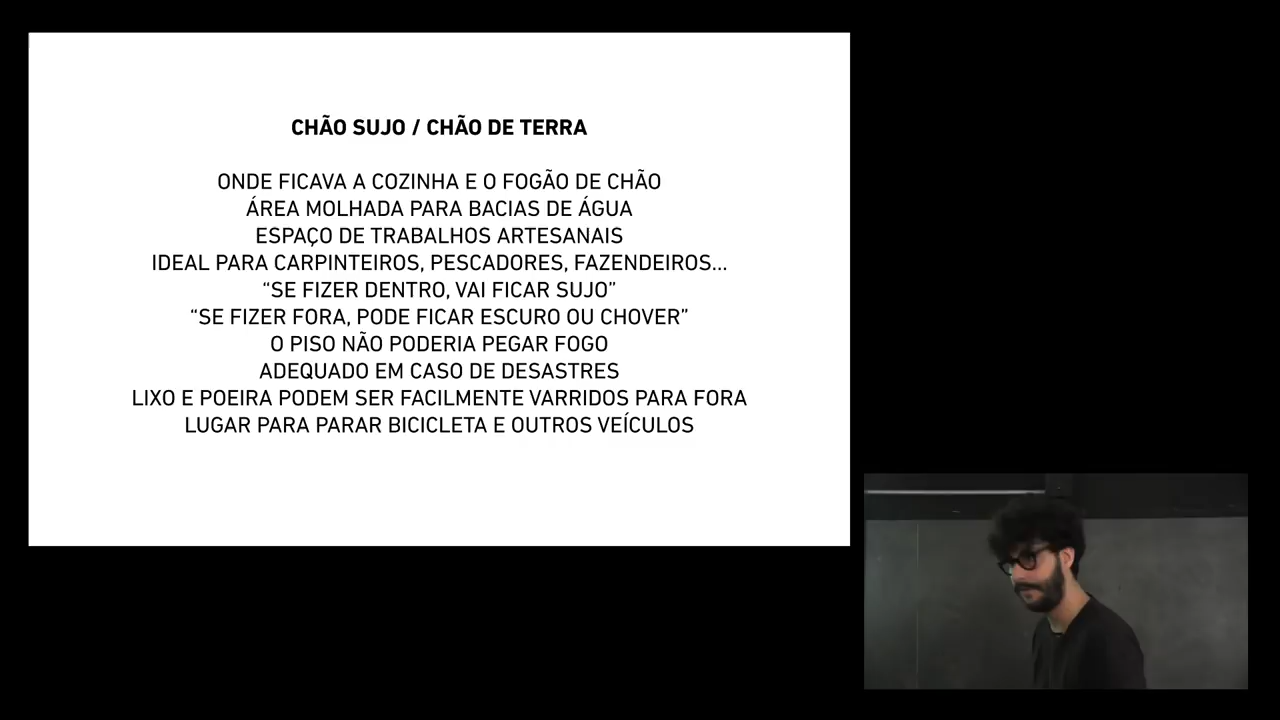 CHÃO SUJO / CHÃO DE TERRA
ONDE FICAVA A COZINHA E O FOGÃO DE CHÃO
ÁREA MOLHADA PARA BACIAS DE ÁGUA
ESPAÇO DE TRABALHOS ARTESANAIS
IDEAL PARA CARPINTEIROS, PESCADORES, FAZENDEIROS...
“SE FIZER DENTRO, VAI FICAR SUJO”
“SE FIZER FORA, PODE FICAR ESCURO OU CHOVER”
O PISO NÃO PODERIA PEGAR FOGO
ADEQUADO EM CASO DE DESASTRES
LIXO E POEIRA PODEM SER FACILMENTE VARRIDOS PARA FORA
LUGAR PARA PARAR BICICLETA E OUTROS VEÍCULOS